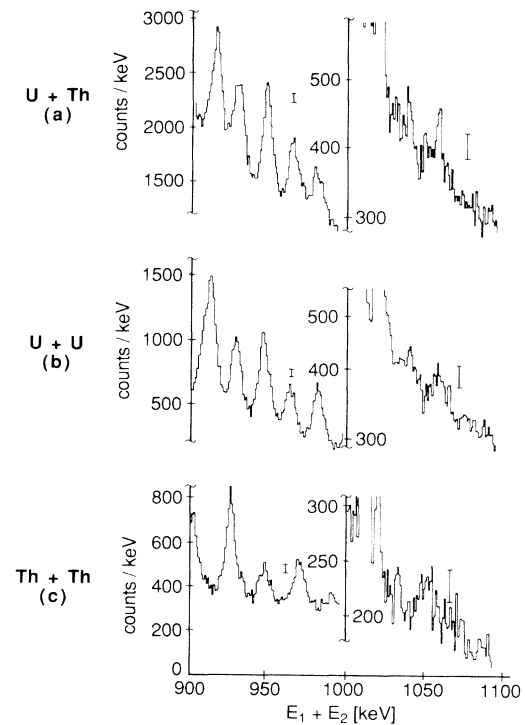 U + Th
(a)
counts / keV
3000
2500
2000
1500
500
400
300
U + U
(b)
counts / keV
1500
1000
500
500
400
300
Th + Th
(c)
counts / keV
800
600
400
200
0
300
250
200
900
950
1000
1050
1100
E₁ + E₂ [keV]